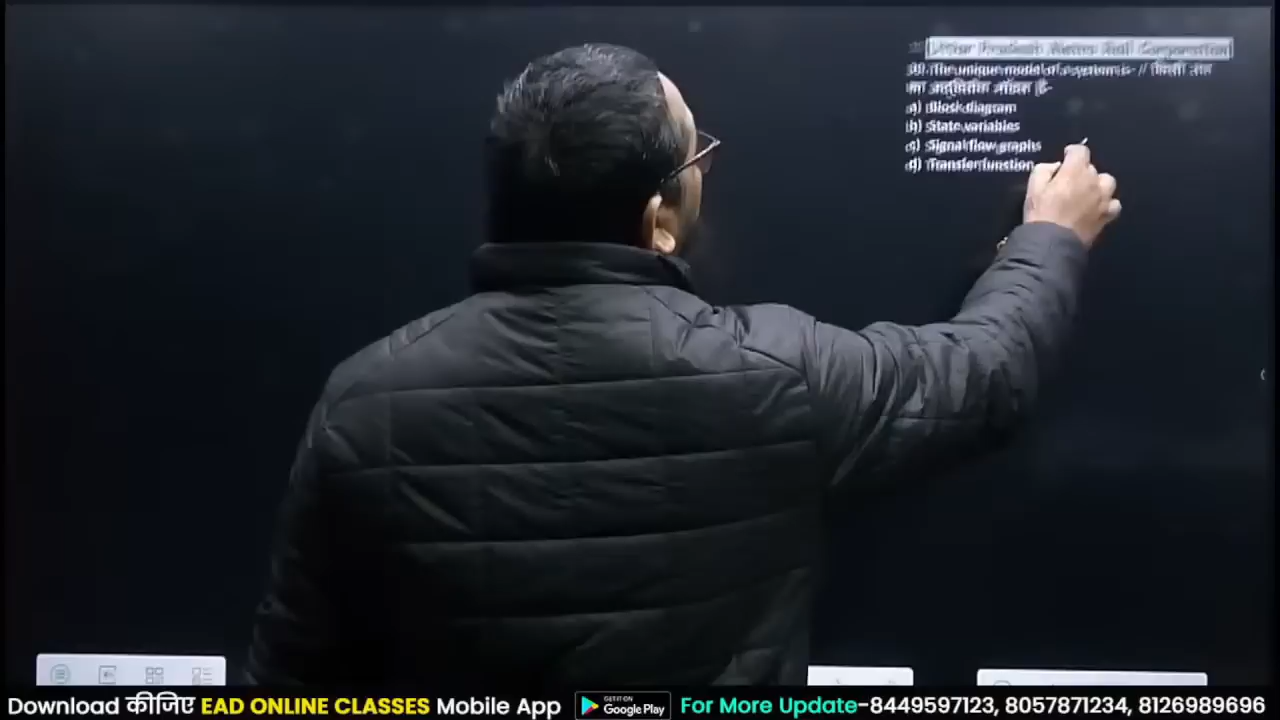 Uttar Pradesh Metro Rail Corporation
The unique model of a system is- // किसी तंत्र
का अद्वितीय मॉडल है-
a) Block diagram
b) State variables
c) Signal flow graphs
d) Transfer function
Download कीजिए EAD ONLINE CLASSES Mobile App GET IT ON Google Play For More Update-8449597123, 8057871234, 8126989696